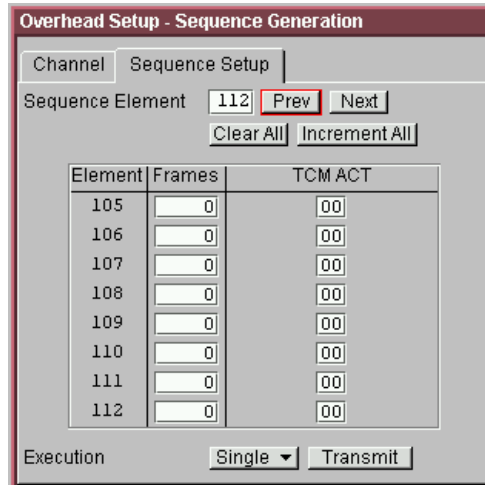 Overhead Setup - Sequence Generation
Channel Sequence Setup
Sequence Element 112 Prev Next
Clear All Increment All
Element Frames TCM ACT
105 0 00
106 0 00
107 0 00
108 0 00
109 0 00
110 0 00
111 0 00
112 0 00
Execution Single Transmit